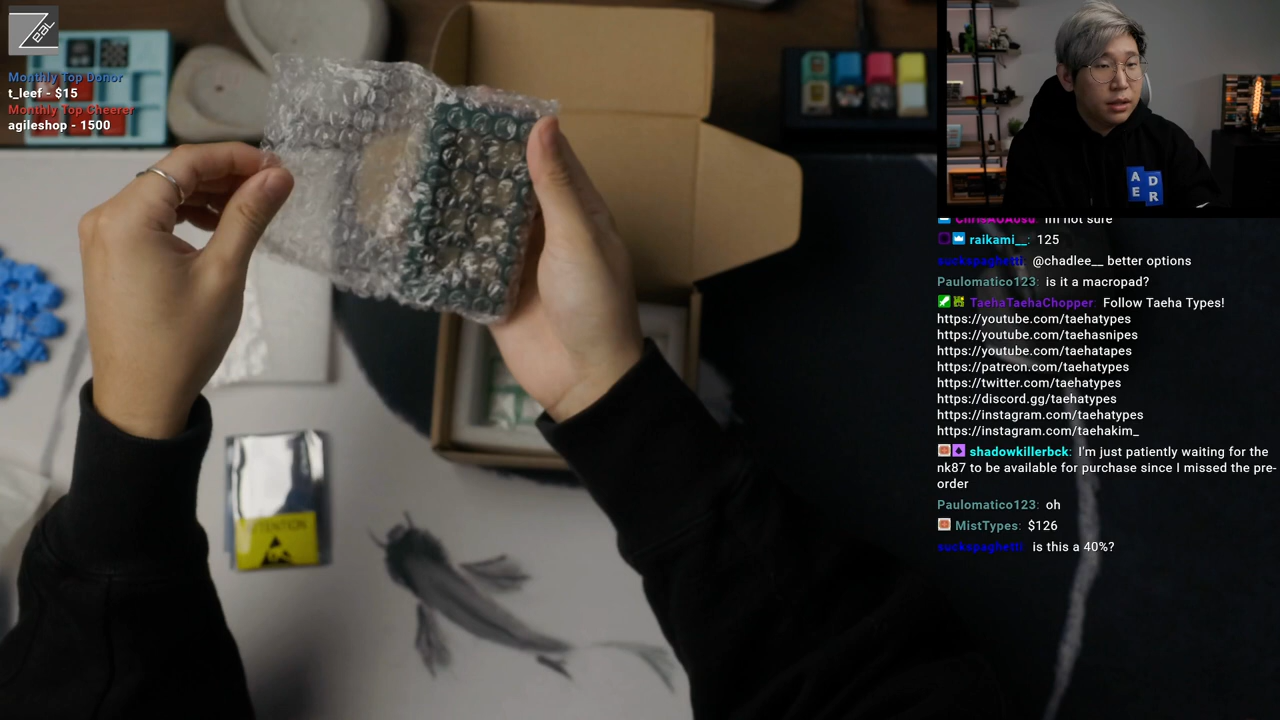 Zeal
Monthly Top Donor
t_leef - $15
Monthly Top Cheerer
agileshop - 1500
ATTENTION
A D
E R
ChrisAUAusu: im not sure
raikami__: 125
suckspaghetti: @chadlee__ better options
Paulomatico123: is it a macropad?
TaehaTaehaChopper: Follow Taeha Types!
https://youtube.com/taehatypes
https://youtube.com/taehasnipes
https://youtube.com/taehatapes
https://patreon.com/taehatypes
https://twitter.com/taehatypes
https://discord.gg/taehatypes
https://instagram.com/taehatypes
https://instagram.com/taehakim_
shadowkillerbck: I'm just patiently waiting for the
nk87 to be available for purchase since I missed the pre-
order
Paulomatico123: oh
MistTypes: $126
suckspaghetti: is this a 40%?